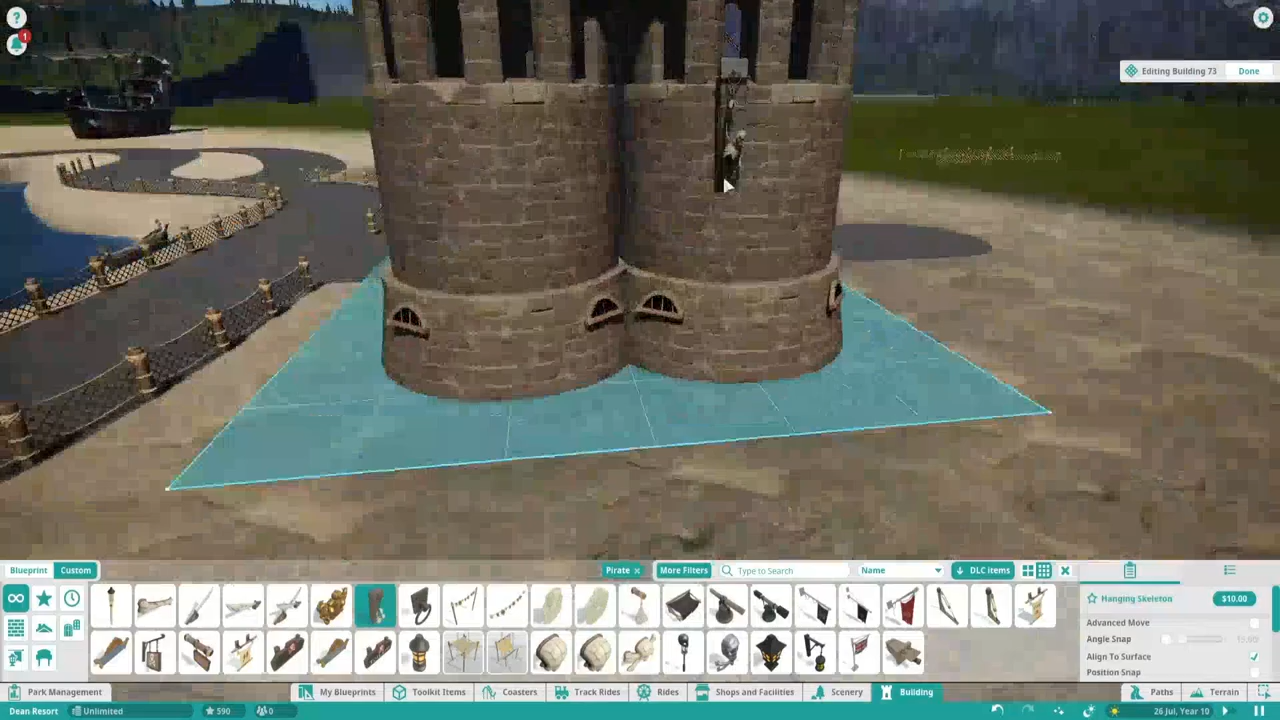 ?
1
Editing Building 73 Done
Blueprint Custom Pirate × More Filters Type to Search Name DLC items
Hanging Skeleton $10.00
Advanced Move
Angle Snap
Align To Surface
Position Snap
Park Management My Blueprints Toolkit Items Coasters Track Rides Rides Shops and Facilities Scenery Building Paths Terrain
Dean Resort Unlimited 590 0 26 Jul, Year 10